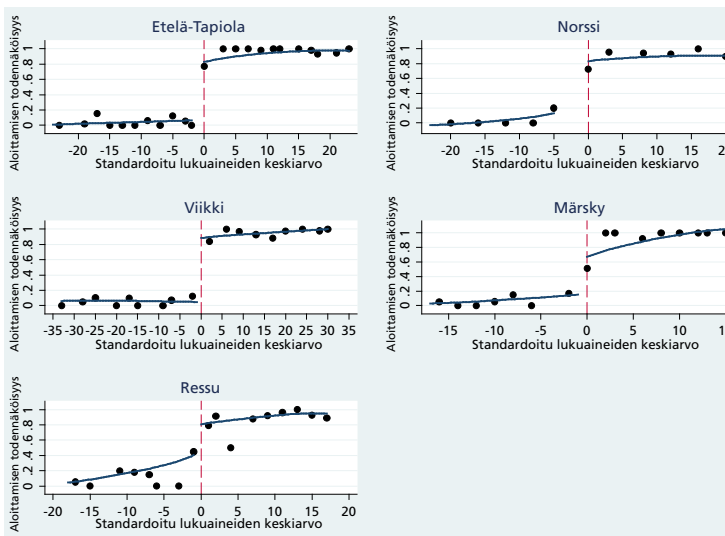 Etelä-Tapiola
Aloittamisen todennäköisyys
0 .2 .4 .6 .8 1
-20 -15 -10 -5 0 5 10 15 20
Standardoitu lukuaineiden keskiarvo
Norssi
Aloittamisen todennäköisyys
0 .2 .4 .6 .8 1
-20 -15 -10 -5 0 5 10 15 20
Standardoitu lukuaineiden keskiarvo
Viikki
Aloittamisen todennäköisyys
0 .2 .4 .6 .8 1
-35 -30 -25 -20 -15 -10 -5 0 5 10 15 20 25 30 35
Standardoitu lukuaineiden keskiarvo
Märsky
Aloittamisen todennäköisyys
0 .2 .4 .6 .8 1
-15 -10 -5 0 5 10 15
Standardoitu lukuaineiden keskiarvo
Ressu
Aloittamisen todennäköisyys
0 .2 .4 .6 .8 1
-20 -15 -10 -5 0 5 10 15 20
Standardoitu lukuaineiden keskiarvo